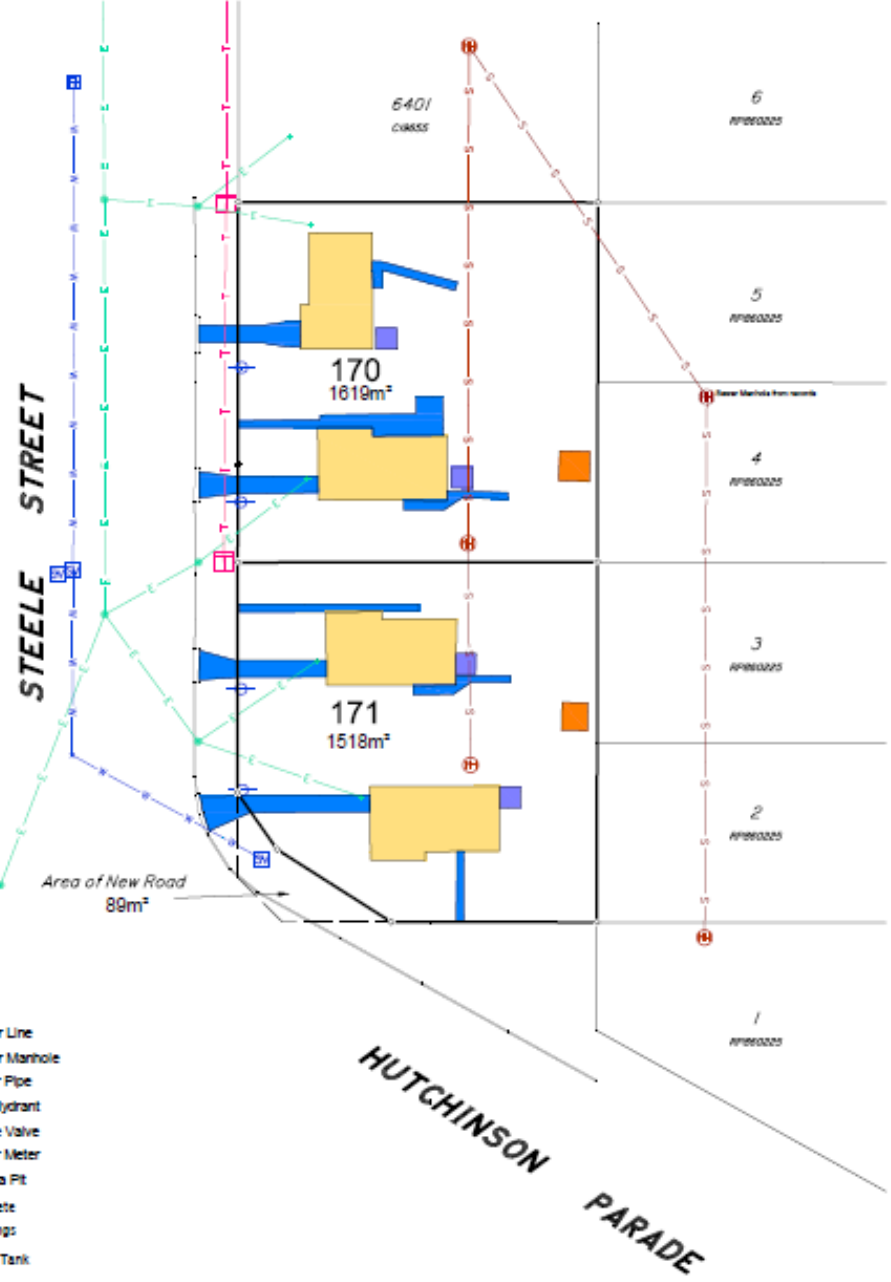 6401
CI9655
6
RP860225
5
RP860225
170
1619m²
Sewer Manhole from records
4
RP860225
STEELE STREET
3
RP860225
171
1518m²
2
RP860225
Area of New Road
89m²
1
RP860225
HUTCHINSON PARADE
r Line
r Manhole
Pipe
ydrant
Valve
r Meter
a Pit
ete
gs
Tank